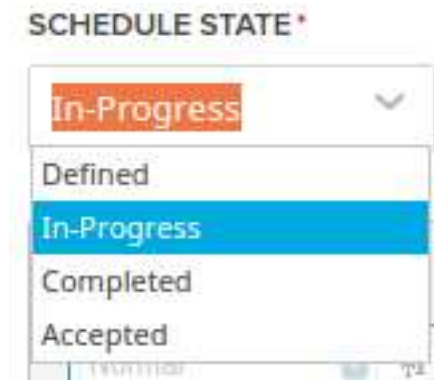 SCHEDULE STATE *
In-Progress
Defined
In-Progress
Completed
Accepted